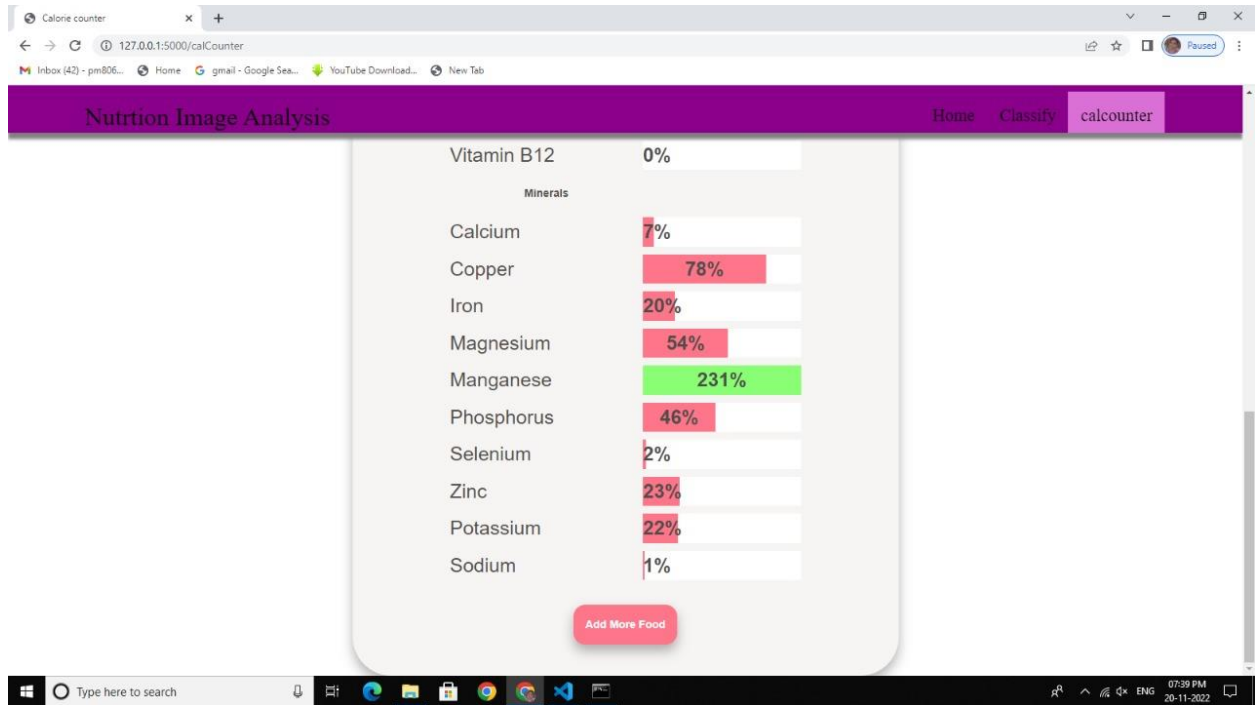 Calorie counter
127.0.0.1:5000/calCounter
Paused
Inbox (42) - pm806... Home gmail - Google Sea... YouTube Download... New Tab
Nutrtion Image Analysis Home Classify calcounter
Vitamin B12 0%
Minerals
Calcium 7%
Copper 78%
Iron 20%
Magnesium 54%
Manganese 231%
Phosphorus 46%
Selenium 2%
Zinc 23%
Potassium 22%
Sodium 1%
Add More Food
Type here to search ENG 07:39 PM
20-11-2022